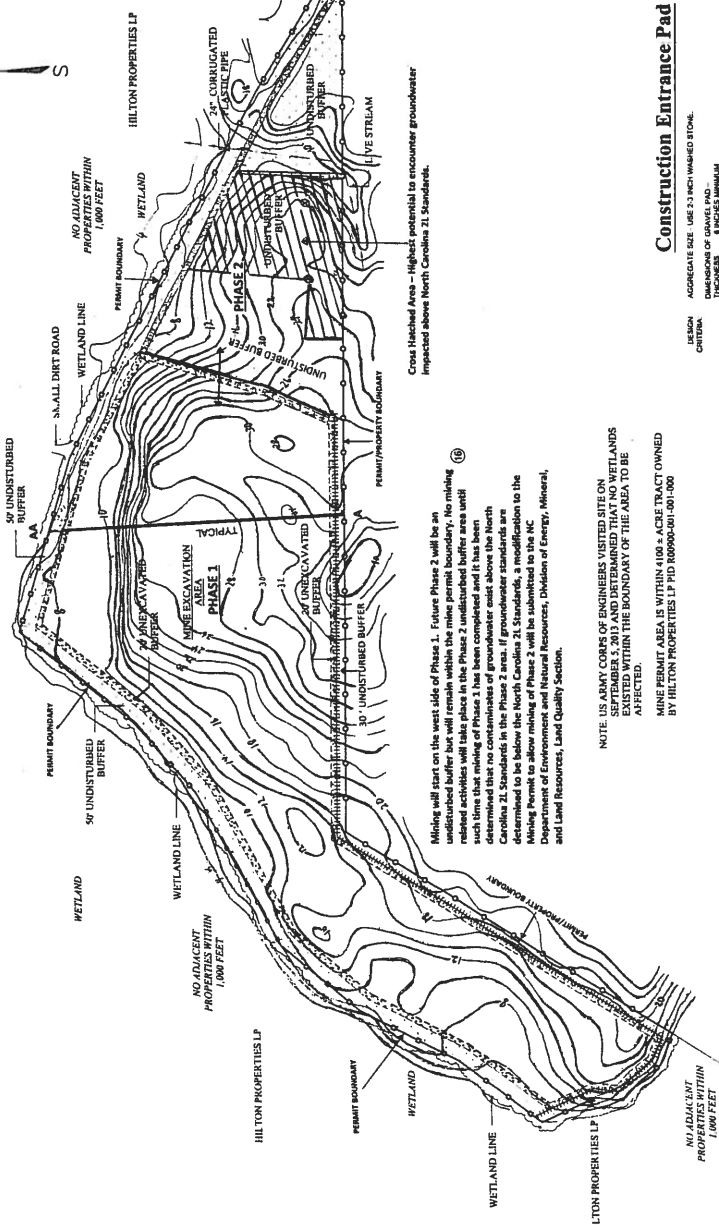 S
HILTON PROPERTIES LP
24" CORRUGATED
PLASTIC PIPE
UNDISTURBED
BUFFER
LIVE STREAM
NO ADJACENT
PROPERTIES WITHIN
1,000 FEET
WETLAND
PERMIT BOUNDARY
PHASE 2
UNDISTURBED
BUFFER
SMALL DIRT ROAD
WETLAND LINE
UNDISTURBED BUFFER
50' UNDISTURBED
BUFFER
AA
TYPICAL
A
PERMIT/PROPERTY BOUNDARY
MINE EXCAVATION
AREA
PHASE 1
20' UNEXCAVATED
BUFFER
20' UNEXCAVATED
BUFFER
30' UNDISTURBED BUFFER
PERMIT BOUNDARY
50' UNDISTURBED
BUFFER
WETLAND LINE
WETLAND
NO ADJACENT
PROPERTIES WITHIN
1,000 FEET
HILTON PROPERTIES LP
PERMIT BOUNDARY
WETLAND
WETLAND LINE
LTON PROPERTIES LP
PERMIT/PROPERTY BOUNDARY
NO ADJACENT
PROPERTIES WITHIN
1,000 FEET
Cross Hatched Area – Highest potential to encounter groundwater
impacted above North Carolina 2L Standards.
Mining will start on the west side of Phase 1. Future Phase 2 will be an
undisturbed buffer but will remain within the mine permit boundary. No mining
related activities will take place in the Phase 2 undisturbed buffer area until
such time that mining of Phase 1 has been completed and it has been
determined that no contaminates of groundwater exist above the North
Carolina 2L Standards in the Phase 2 area. If groundwater standards are
determined to be below the North Carolina 2L Standards, a modification to the
Mining Permit to allow mining of Phase 2 will be submitted to the NC
Department of Environment and Natural Resources, Division of Energy, Mineral,
and Land Resources, Land Quality Section.
16
NOTE: US ARMY CORPS OF ENGINEERS VISITED SITE ON
SEPTEMBER 5, 2013 AND DETERMINED THAT NO WETLANDS
EXISTED WITHIN THE BOUNDARY OF THE AREA TO BE
AFFECTED.
MINE PERMIT AREA IS WITHIN 4100 ± ACRE TRACT OWNED
BY HILTON PROPERTIES LP PID R00900-001-001-000
Construction Entrance Pad
DESIGN CRITERIA:
AGGREGATE SIZE - USE 2-3 INCH WASHED STONE.
DIMENSIONS OF GRAVEL PAD –
THICKNESS 6 INCHES MINIMUM